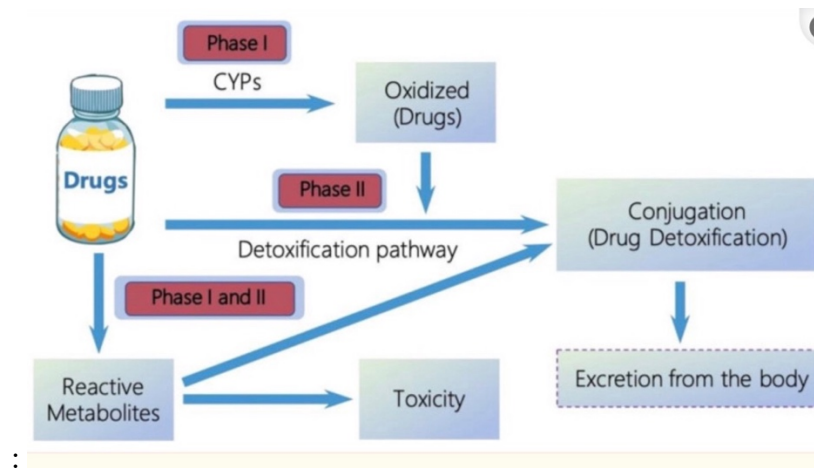 Phase I
CYPs
Oxidized
(Drugs)
Drugs
Phase II
Detoxification pathway
Conjugation
(Drug Detoxification)
Phase I and II
Reactive
Metabolites
Toxicity
Excretion from the body
: